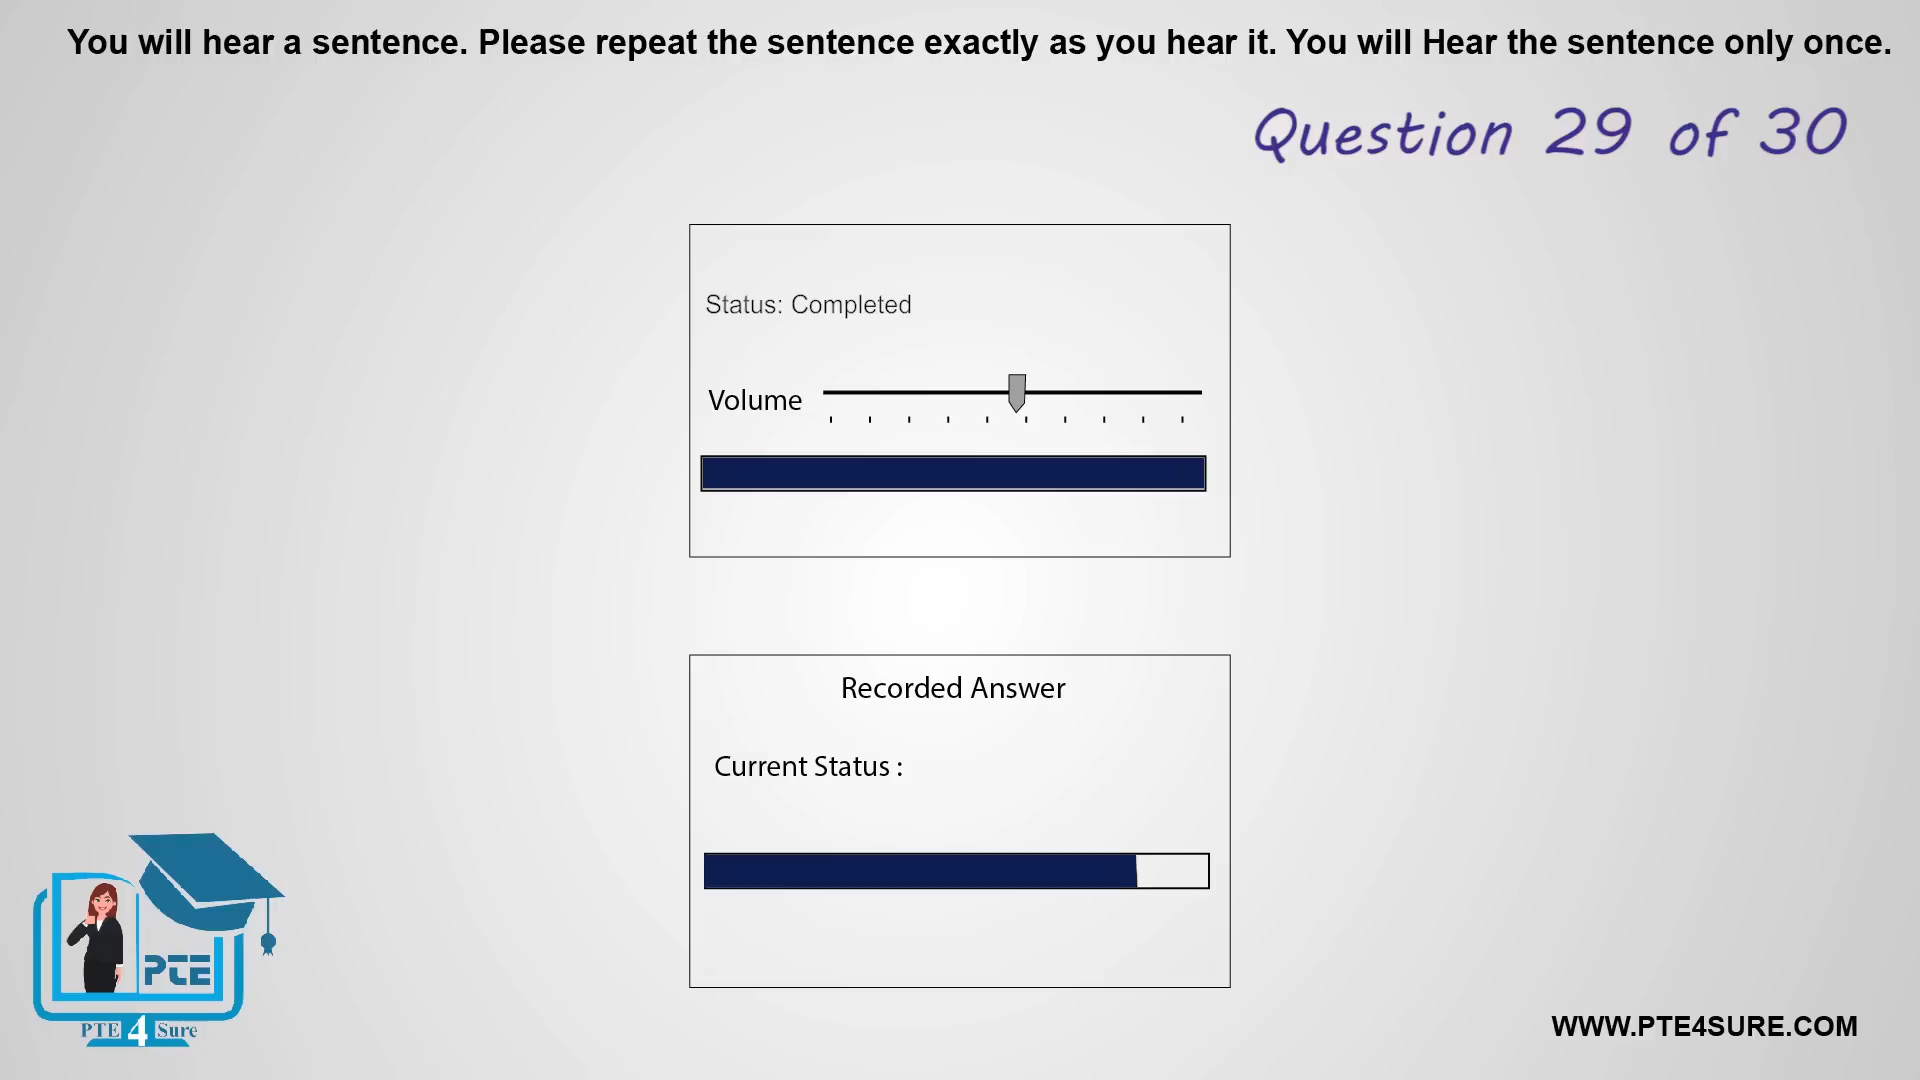 You will hear a sentence. Please repeat the sentence exactly as you hear it. You will Hear the sentence only once.
Question 29 of 30
Status: Completed
Volume
Recorded Answer
Current Status :
PTE
PTE 4 Sure
WWW.PTE4SURE.COM